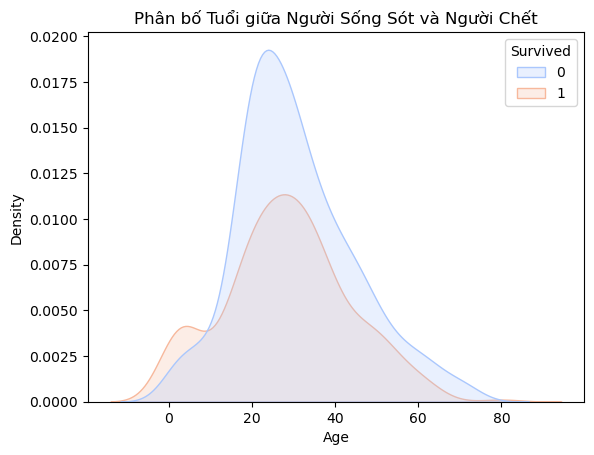 Phân bố Tuổi giữa Người Sống Sót và Người Chết
Survived
0
1
0.0200
0.0175
0.0150
0.0125
0.0100
0.0075
0.0050
0.0025
0.0000
Density
0 20 40 60 80
Age